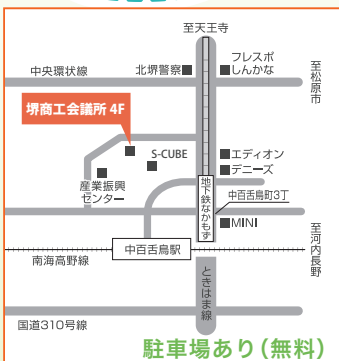 至天王寺
中央環状線
北堺警察
フレスポ
しんかな
至松原市
堺商工会議所 4F
S-CUBE
エディオン
デニーズ
産業振興
センター
地下鉄なかもず
中百舌鳥町3丁
MINI
至河内長野
中百舌鳥駅
南海高野線
ときはま線
国道310号線
駐車場あり(無料)